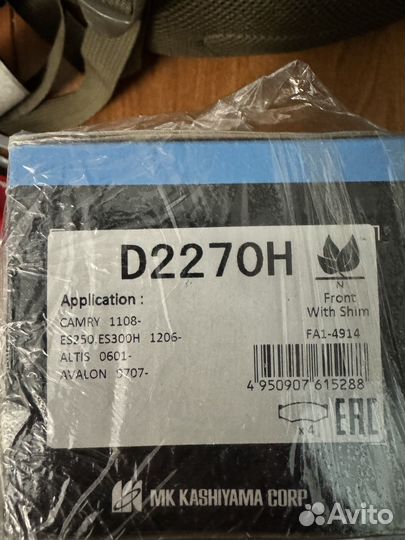 D2270H
N
Application :
Front
With Shim
CAMRY 1108-
FA1-4914
ES250.ES300H 1206-
ALTIS 0601-
AVALON 9707-
4 950907 615288
x 4
EAC
MK KASHIYAMA CORP.
Avito